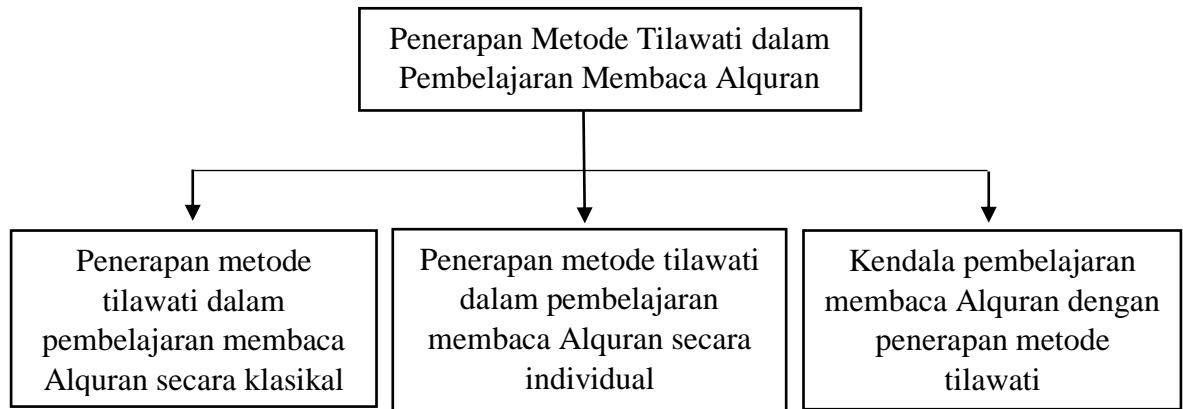 Penerapan Metode Tilawati dalam
Pembelajaran Membaca Alquran
Penerapan metode
tilawati dalam
pembelajaran membaca
Alquran secara klasikal
Penerapan metode tilawati
dalam pembelajaran
membaca Alquran secara
individual
Kendala pembelajaran
membaca Alquran dengan
penerapan metode
tilawati